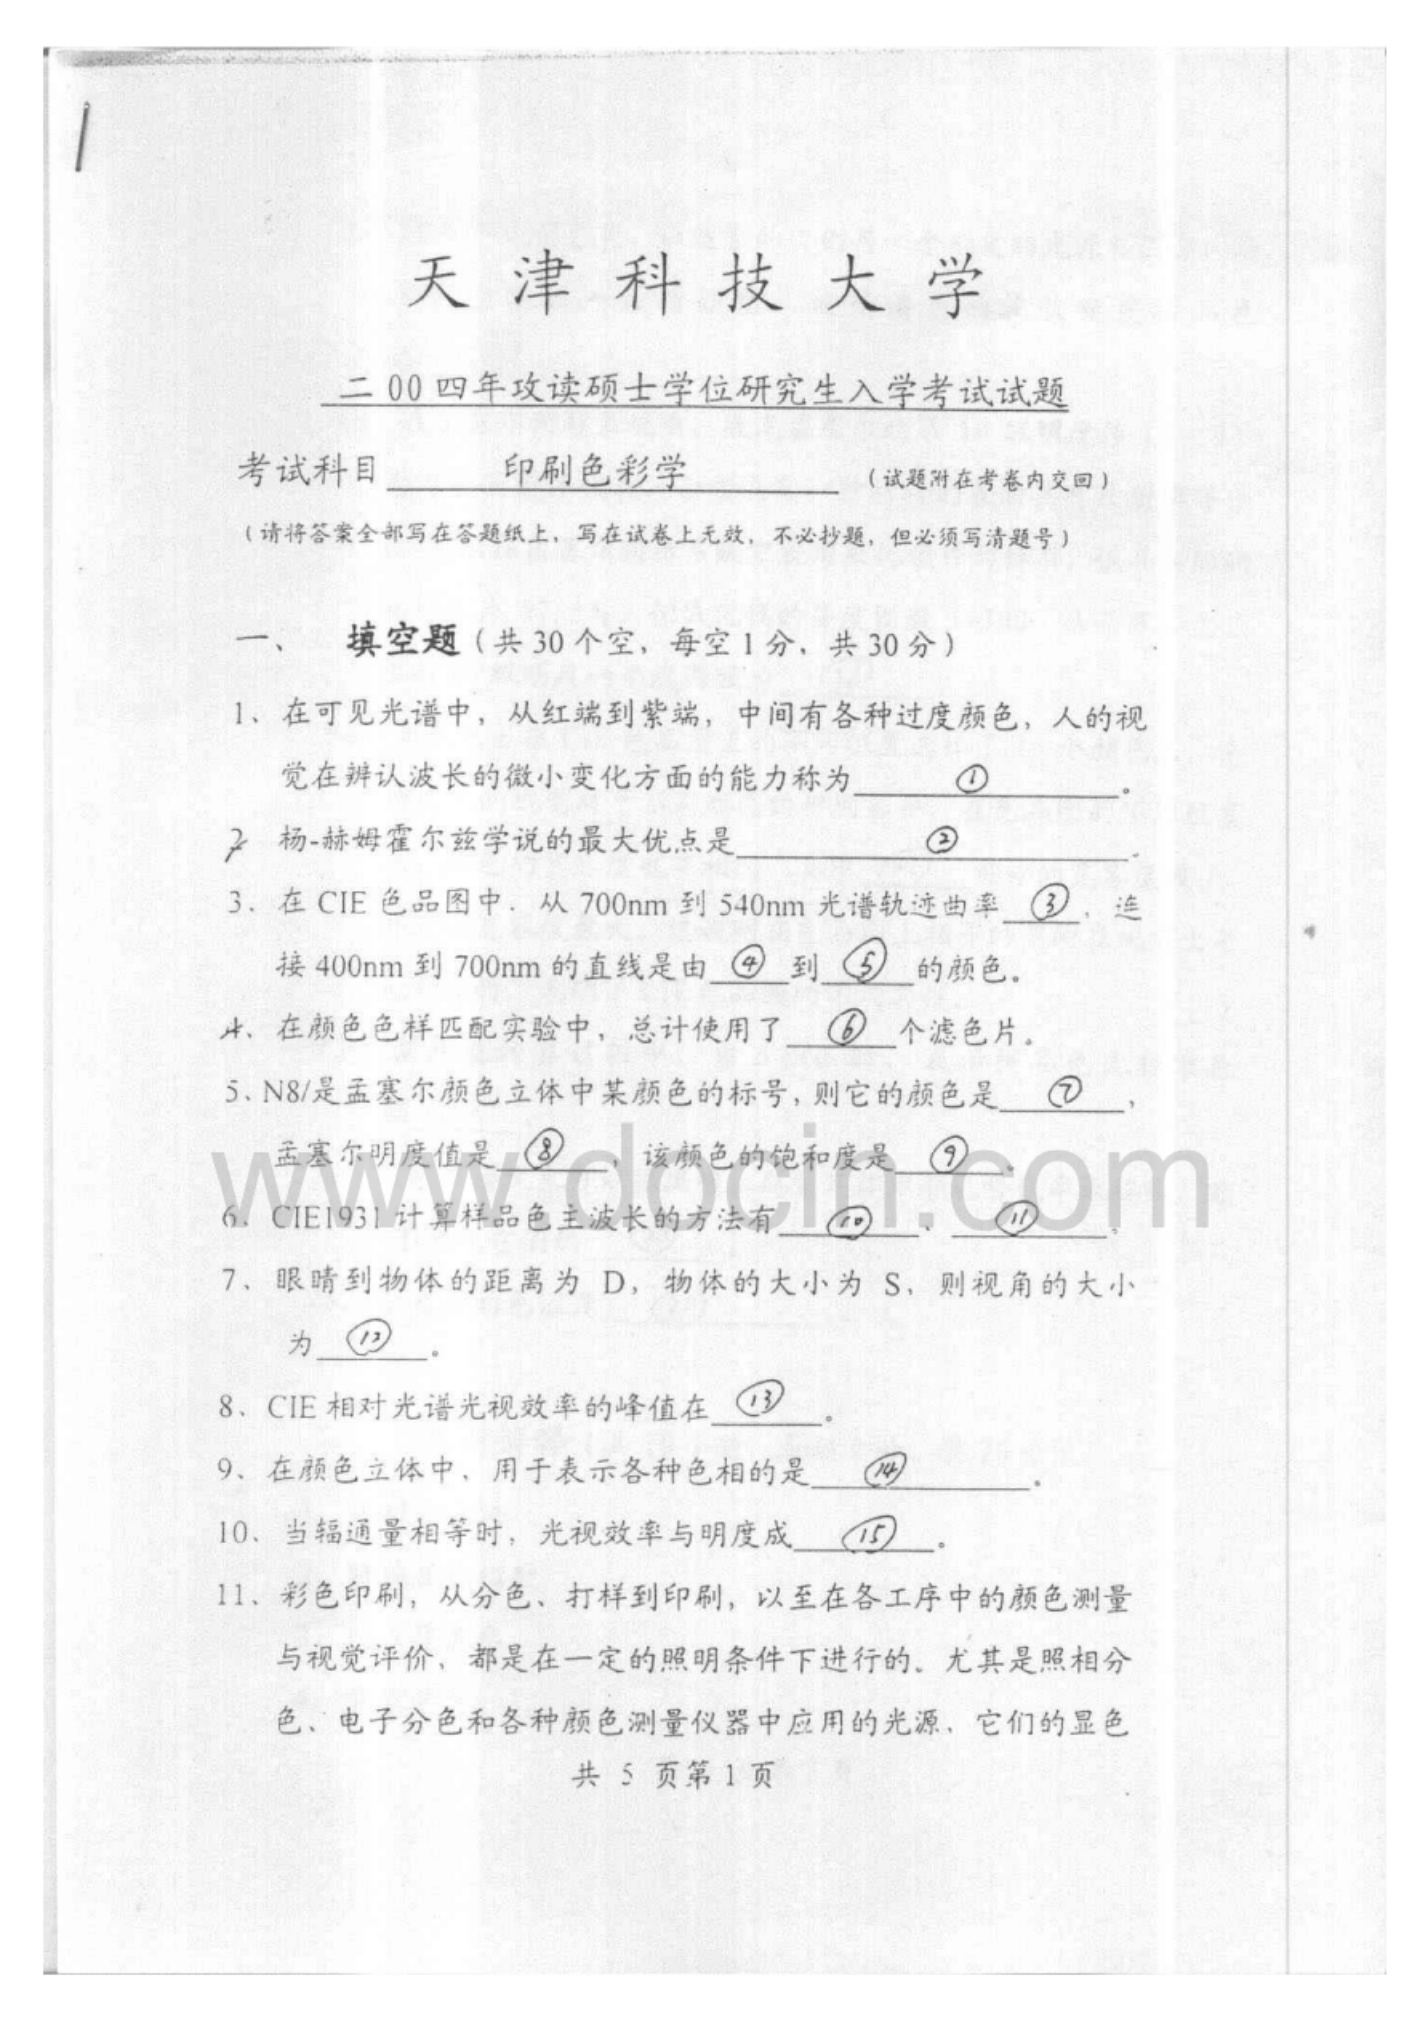 天津科技大学
二00四年攻读硕士学位研究生入学考试试题
考试科目 印刷色彩学 (试题附在考卷内交回)
(请将答案全部写在答题纸上，写在试卷上无效，不必抄题，但必须写清题号)
一、 填空题(共30个空，每空1分，共30分)
1、在可见光谱中，从红端到紫端，中间有各种过度颜色，人的视
觉在辨认波长的微小变化方面的能力称为 ① 。
2 杨-赫姆霍尔兹学说的最大优点是 ② .
3、在CIE色品图中．从700nm到540nm光谱轨迹曲率 ③ ，连
接400nm到700nm的直线是由 ④ 到 ⑤ 的颜色。
4、在颜色色样匹配实验中，总计使用了 ⑥ 个滤色片。
5、N8/是孟塞尔颜色立体中某颜色的标号，则它的颜色是 ⑦ ，
孟塞尔明度值是 ⑧ ，该颜色的饱和度是 ⑨ 。
www.docin.com
6、CIE1931计算样品色主波长的方法有 ⑩ 、 ⑪ 。
7、眼睛到物体的距离为 D，物体的大小为 S，则视角的大小
为 ⑫ 。
8、CIE相对光谱光视效率的峰值在 ⑬ 。
9、在颜色立体中，用于表示各种色相的是 ⑭ 。
10、当辐通量相等时，光视效率与明度成 ⑮ 。
11、彩色印刷，从分色、打样到印刷，以至在各工序中的颜色测量
与视觉评价、都是在一定的照明条件下进行的。尤其是照相分
色、电子分色和各种颜色测量仪器中应用的光源、它们的显色
共 5 页第1页